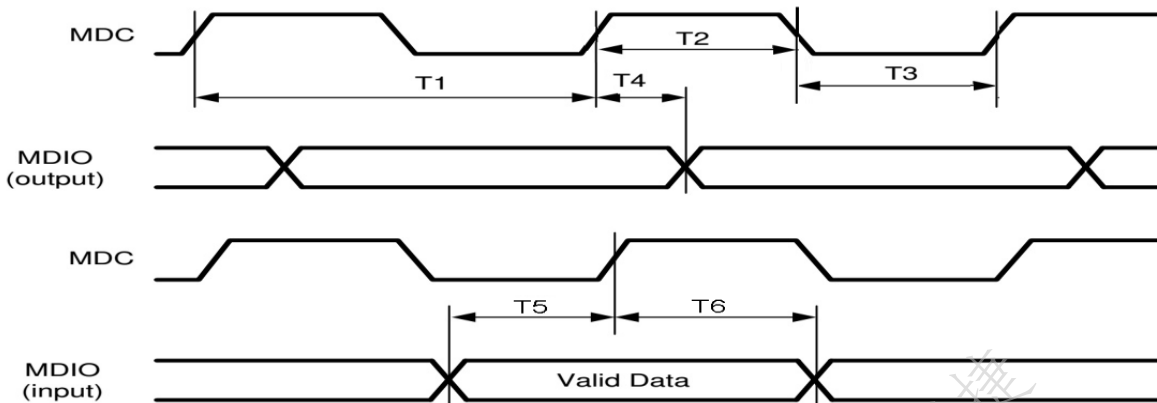 MDC
T1
T2
T3
T4
MDIO
(output)
MDC
T5
T6
MDIO
(input)
Valid Data